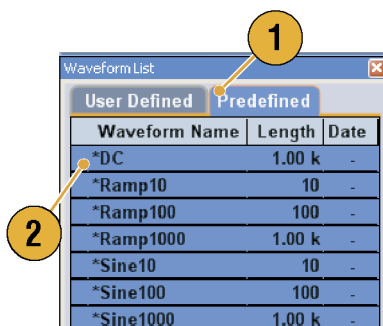 1
Waveform List
User Defined Predefined
Waveform Name Length Date
*DC 1.00 k -
*Ramp10 10 -
*Ramp100 100 -
*Ramp1000 1.00 k -
*Sine10 10 -
*Sine100 100 -
*Sine1000 1.00 k -
2